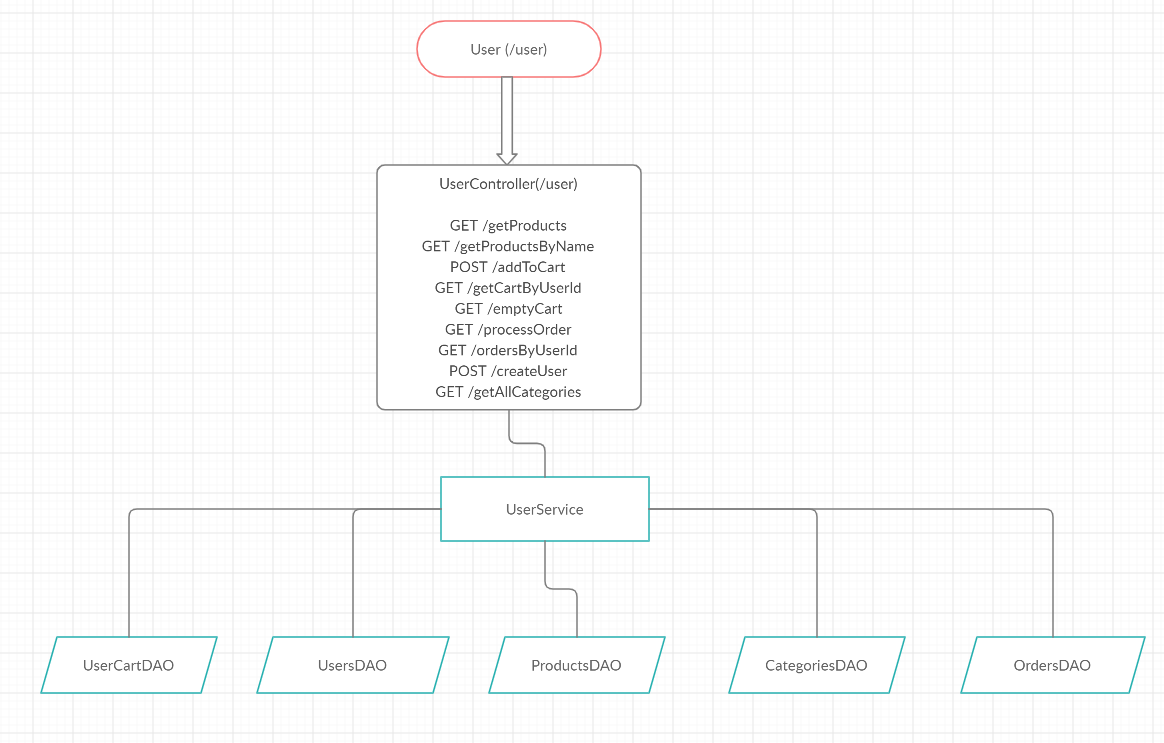 User (/user)
UserController(/user)
GET /getProducts
GET /getProductsByName
POST /addToCart
GET /getCartByUserId
GET /emptyCart
GET /processOrder
GET /ordersByUserId
POST /createUser
GET /getAllCategories
UserService
UserCartDAO
UsersDAO
ProductsDAO
CategoriesDAO
OrdersDAO